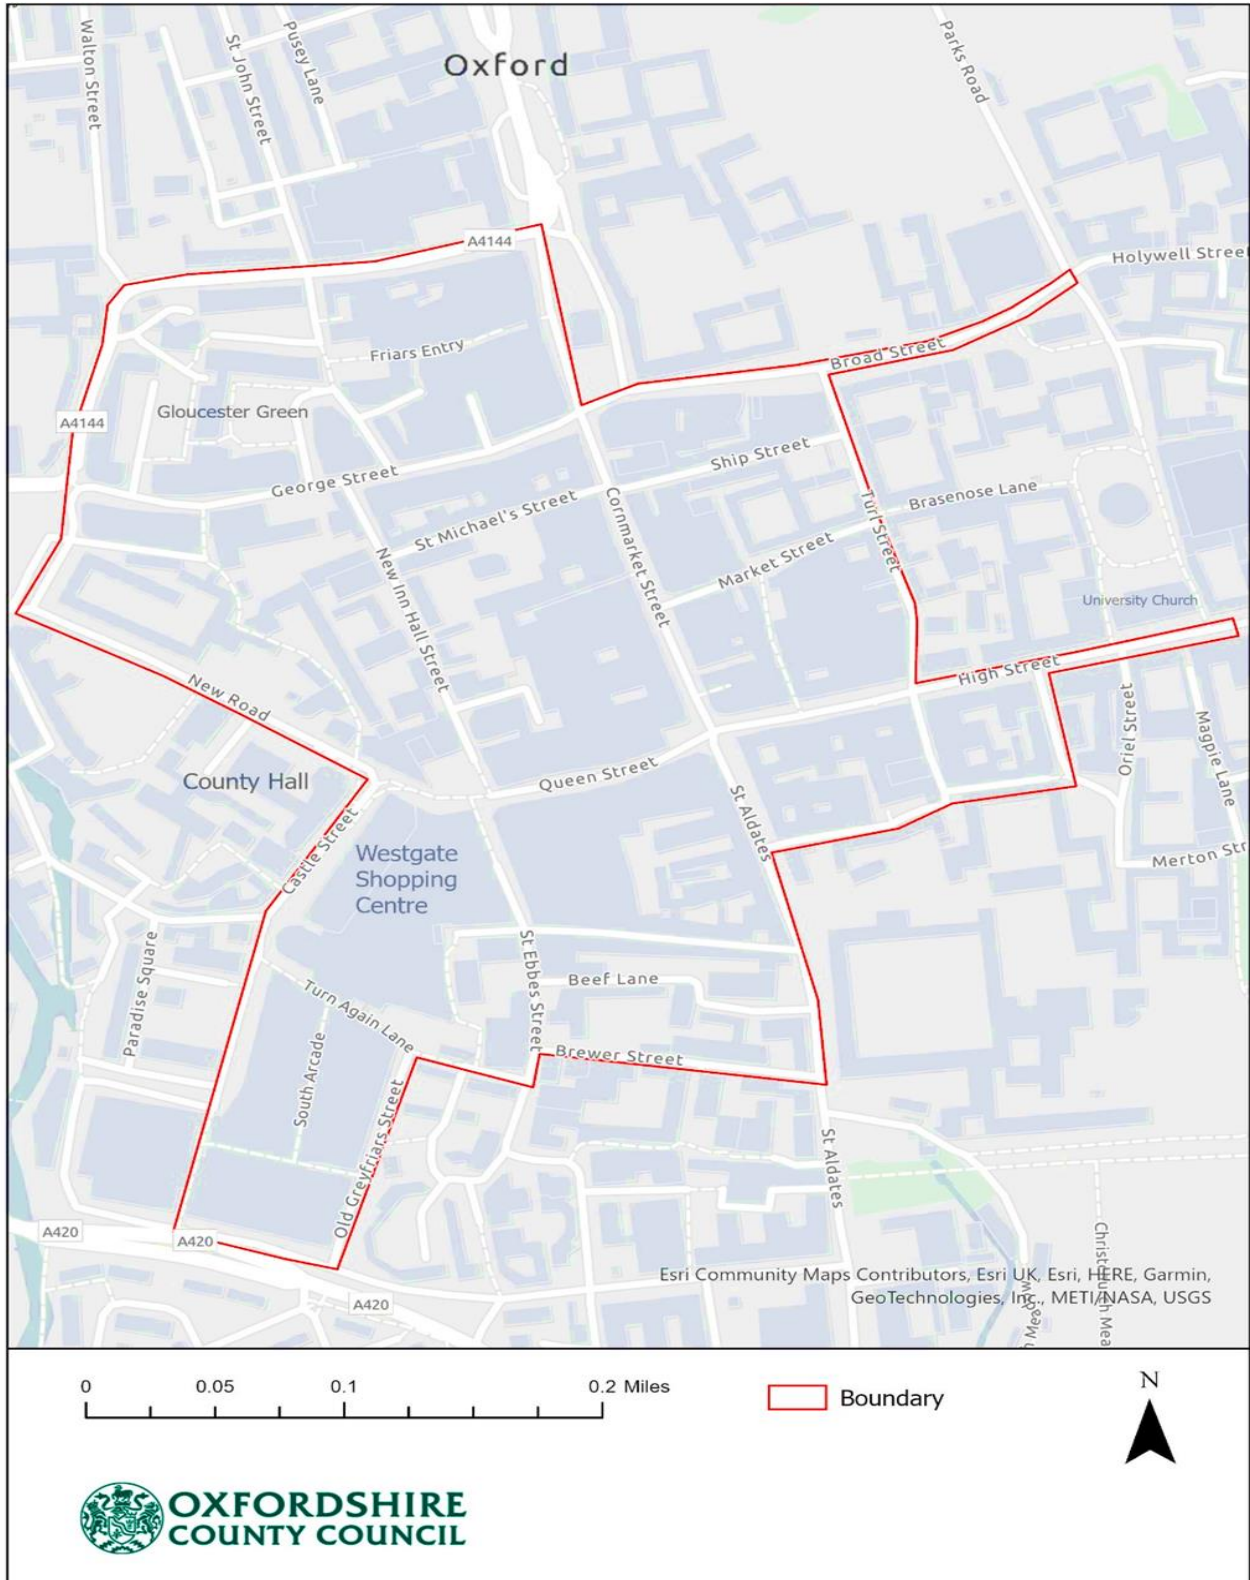 Walton Street
St John Street
Pusey Lane
Oxford
Parks Road
Holywell Street
A4144
Friars Entry
Broad Street
Gloucester Green
A4144
George Street
Ship Street
St Michael's Street
Cornmarket Street
Turl Street
Brasenose Lane
Market Street
New Inn Hall Street
University Church
High Street
New Road
Oriel Street
Magpie Lane
County Hall
Queen Street
St Aldates
Castle Street
Westgate
Shopping
Centre
Merton Str
Paradise Square
St Ebbes Street
Beef Lane
Turn Again Lane
South Arcade
Brewer Street
Old Greyfriars Street
St Aldates
A420
A420
A420
Christchurch Mea
Esri Community Maps Contributors, Esri UK, Esri, HERE, Garmin,
GeoTechnologies, Inc., METI/NASA, USGS
0 0.05 0.1 0.2 Miles
Boundary
N
OXFORDSHIRE
COUNTY COUNCIL